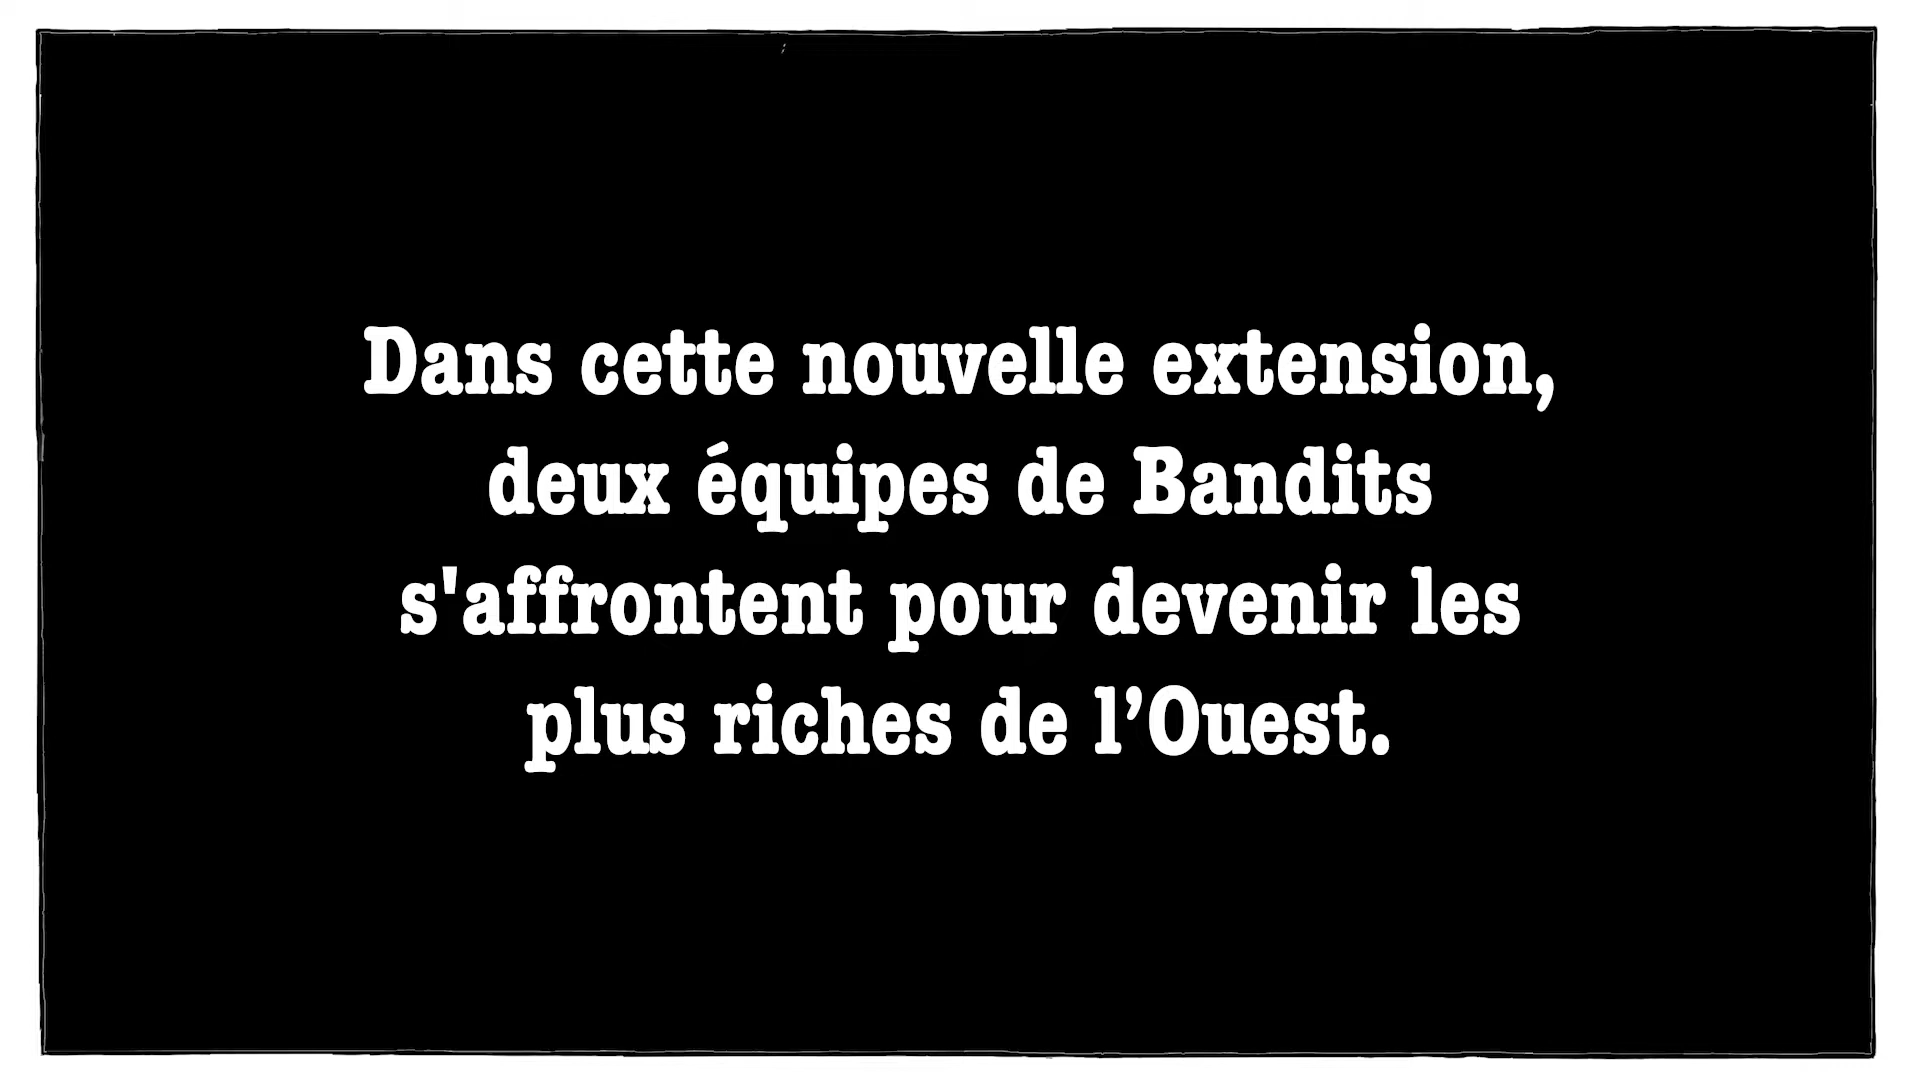 Dans cette nouvelle extension,
deux équipes de Bandits
s'affrontent pour devenir les
plus riches de l’Ouest.